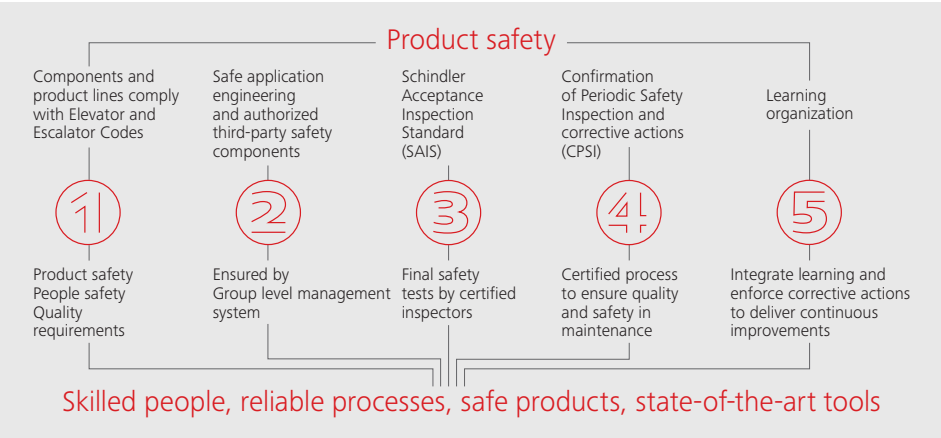 Product safety
Components and
product lines comply
with Elevator and
Escalator Codes
Safe application
engineering
and authorized
third-party safety
components
Schindler
Acceptance
Inspection
Standard
(SAIS)
Confirmation
of Periodic Safety
Inspection and
corrective actions
(CPSI)
Learning
organization
1
2
3
4
5
Product safety
People safety
Quality
requirements
Ensured by
Group level management
system
Final safety
tests by certified
inspectors
Certified process
to ensure quality
and safety in
maintenance
Integrate learning and
enforce corrective actions
to deliver continuous
improvements
Skilled people, reliable processes, safe products, state-of-the-art tools